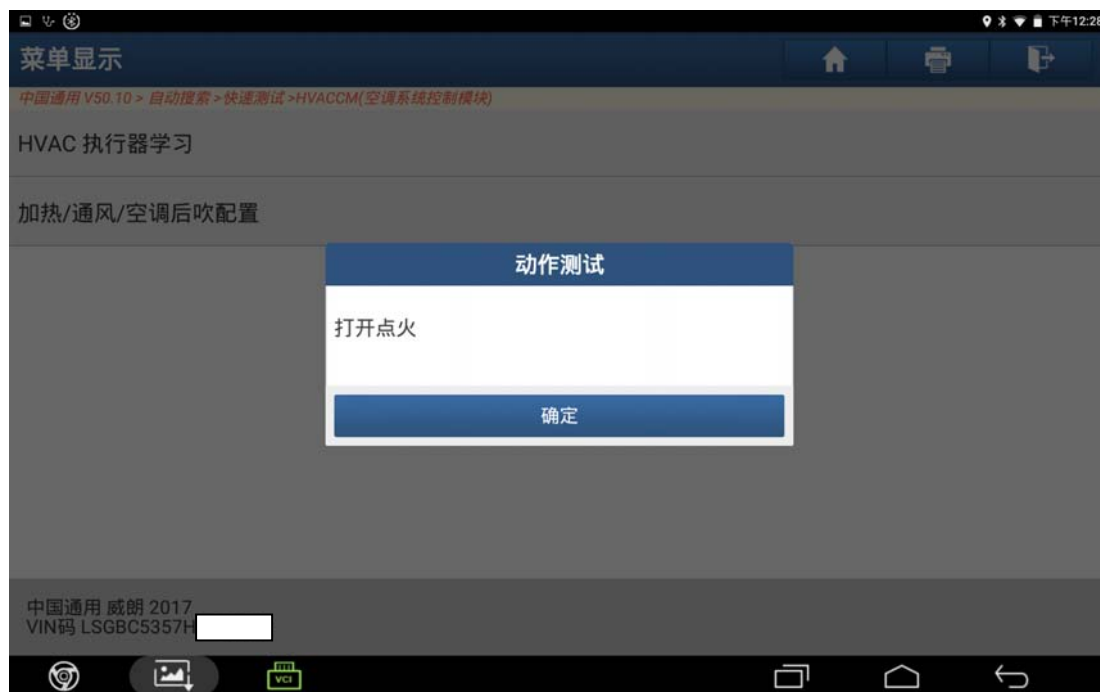 下午12:28
菜单显示
中国通用 V50.10 > 自动搜索 > 快速测试 >HVACCM(空调系统控制模块)
HVAC 执行器学习
加热/通风/空调后吹配置
动作测试
打开点火
确定
中国通用 威朗 2017
VIN码 LSGBC5357H
VCI